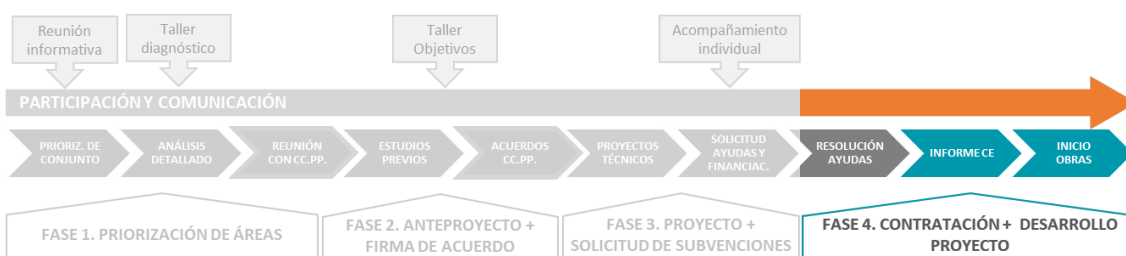 Reunión
informativa
Taller
diagnóstico
Taller
Objetivos
Acompañamiento
individual
PARTICIPACIÓN Y COMUNICACIÓN
PRIORIZ. DE
CONJUNTO
ANÁLISIS
DETALLADO
REUNIÓN
CON CC.PP.
ESTUDIOS
PREVIOS
ACUERDOS
CC.PP.
PROYECTOS
TÉCNICOS
SOLICITUD
AYUDAS Y
FINANCIAC.
RESOLUCIÓN
AYUDAS
INFORME CE
INICIO
OBRAS
FASE 1. PRIORIZACIÓN DE ÁREAS
FASE 2. ANTEPROYECTO +
FIRMA DE ACUERDO
FASE 3. PROYECTO +
SOLICITUD DE SUBVENCIONES
FASE 4. CONTRATACIÓN + DESARROLLO
PROYECTO